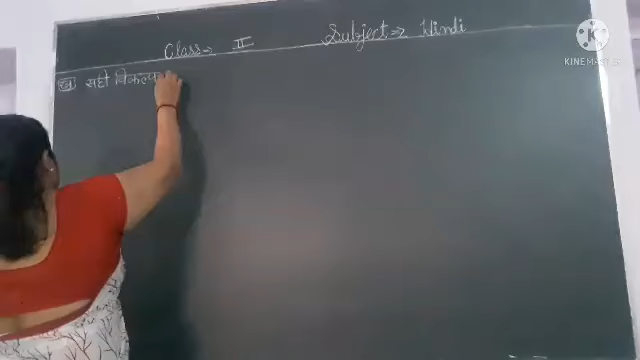 Class→ II Subject→ Hindi
(ख) सही विकल्प
KINEMASTER